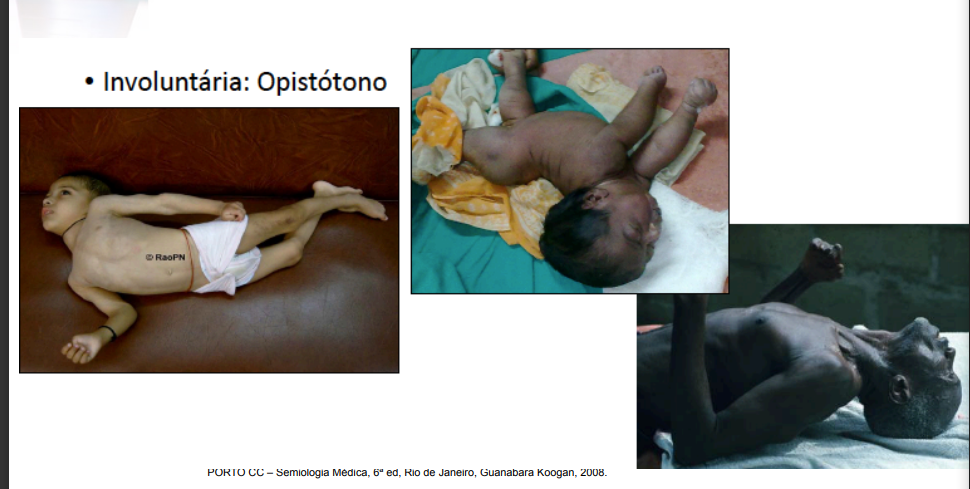 • Involuntária: Opistótono
© RaoPN
PORTO CC – Semiologia Médica, 6ª ed, Rio de Janeiro, Guanabara Koogan, 2008.